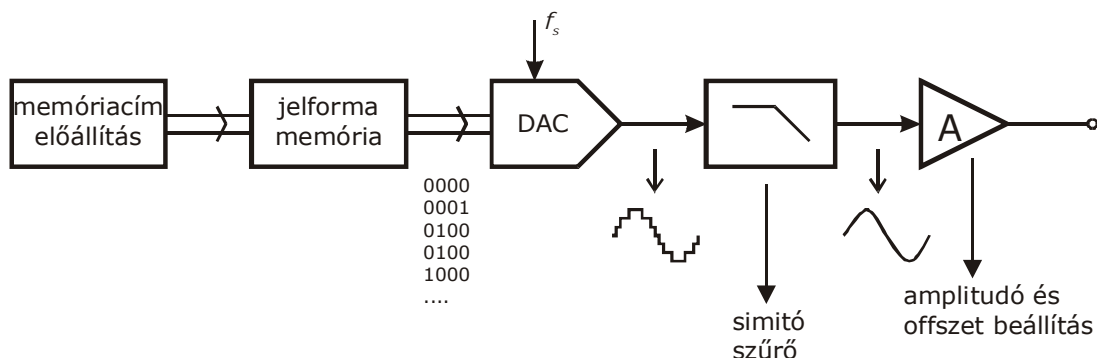 f_s
memóriacím
előállítás
jelforma
memória
DAC
A
0000
0001
0100
0100
1000
....
simitó
szűrő
amplitudó és
offszet beállítás